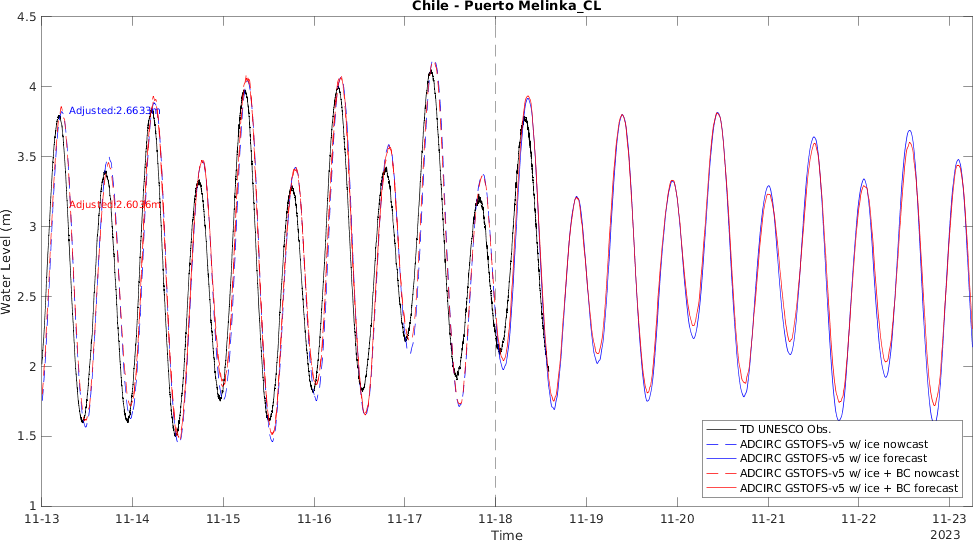 Chile - Puerto Melinka_CL
4.5
4
3.5
3
2.5
2
1.5
1
Water Level (m)
Adjusted:2.6633m
Adjusted:2.6036m
TD UNESCO Obs.
ADCIRC GSTOFS-v5 w/ ice nowcast
ADCIRC GSTOFS-v5 w/ ice forecast
ADCIRC GSTOFS-v5 w/ ice + BC nowcast
ADCIRC GSTOFS-v5 w/ ice + BC forecast
11-13 11-14 11-15 11-16 11-17 11-18 11-19 11-20 11-21 11-22 11-23
2023
Time